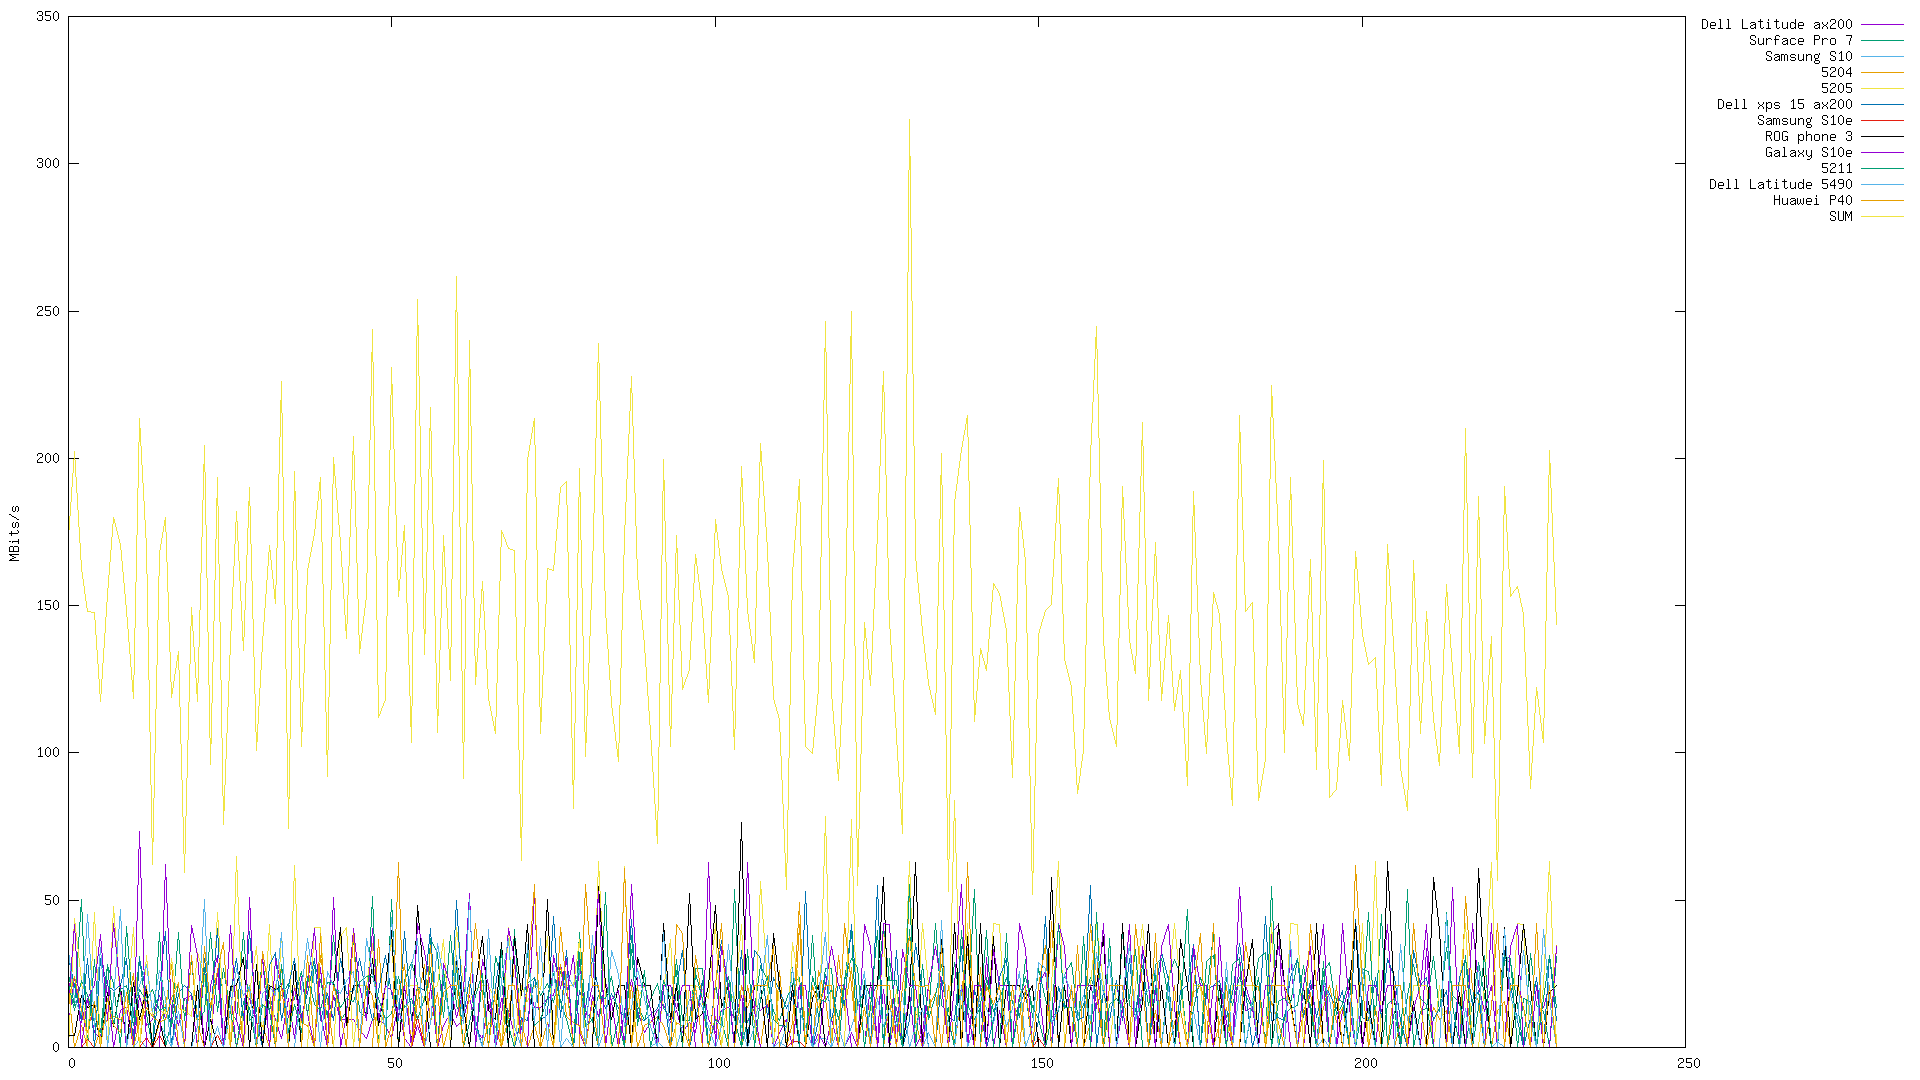 350
300
250
200
150
100
50
0
MBits/s
0 50 100 150 200 250
Dell Latitude ax200
Surface Pro 7
Samsung S10
5204
5205
Dell xps 15 ax200
Samsung S10e
ROG phone 3
Galaxy S10e
5211
Dell Latitude 5490
Huawei P40
SUM